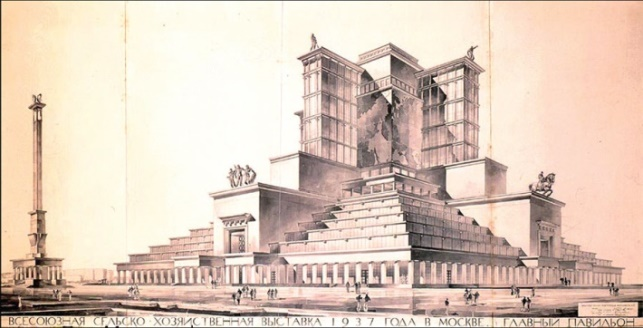 ВСЕСОЮЗНАЯ СЕЛЬСКО-ХОЗЯЙСТВЕННАЯ ВЫСТАВКА 1937 ГОДА В МОСКВЕ. ГЛАВНЫЙ ПАВИЛЬОН